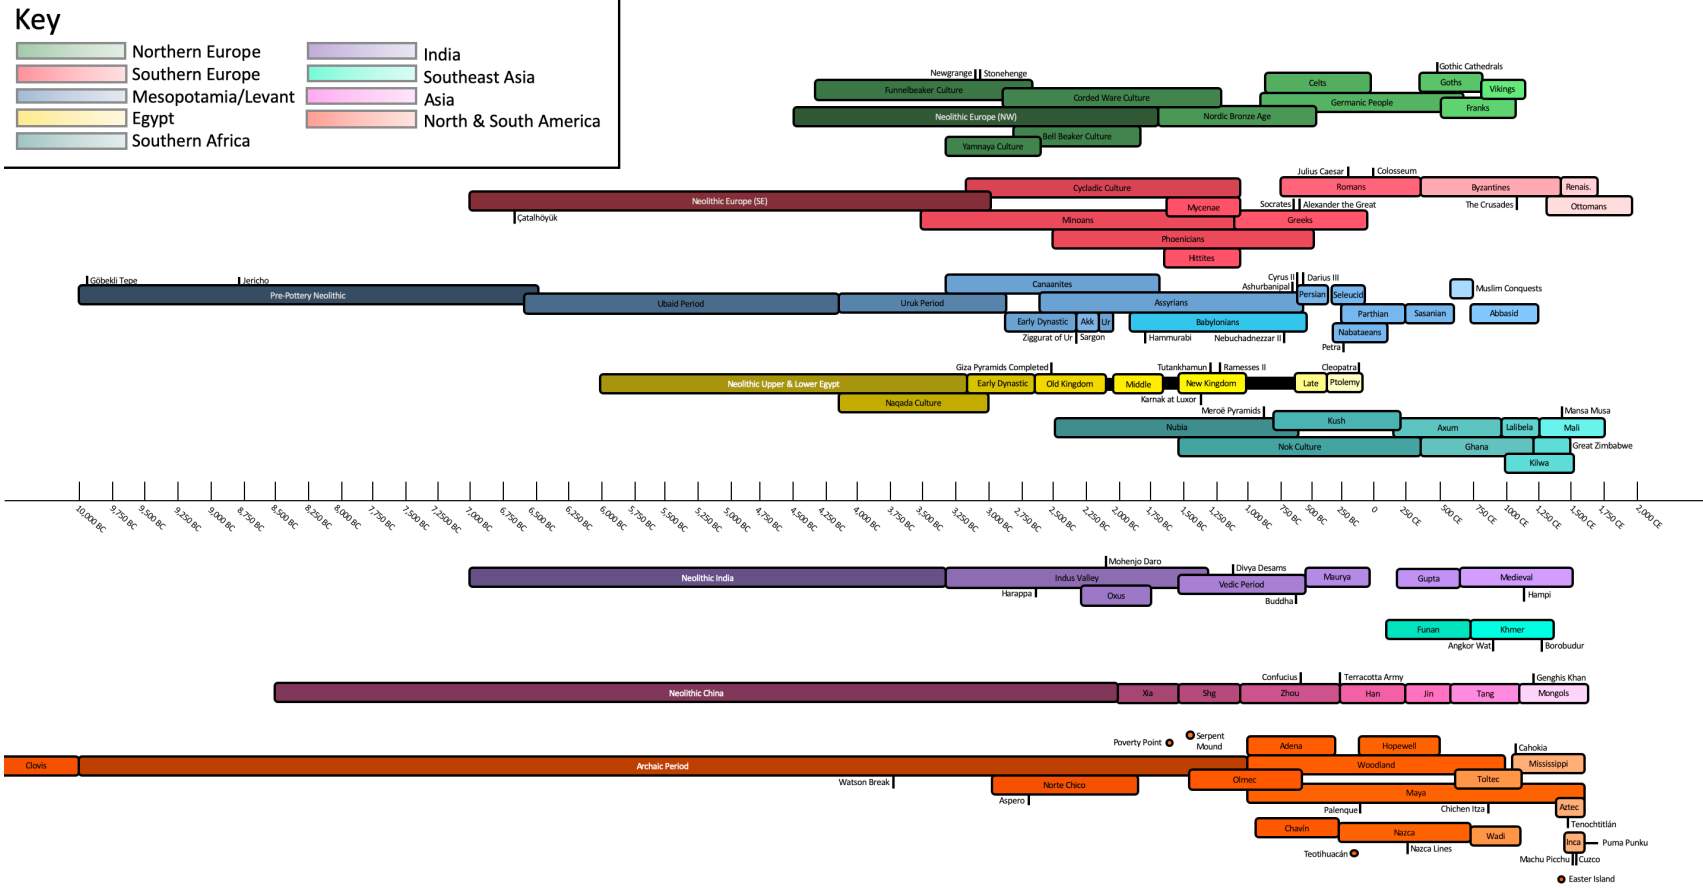 Key
Northern Europe
Southern Europe
Mesopotamia/Levant
Egypt
Southern Africa
India
Southeast Asia
Asia
North & South America
Gothic Cathedrals
Newgrange Stonehenge
Funnelbeaker Culture
Celts
Goths
Vikings
Corded Ware Culture
Germanic People
Franks
Neolithic Europe (NW)
Nordic Bronze Age
Bell Beaker Culture
Yamnaya Culture
Julius Caesar
Colosseum
Cycladic Culture
Romans
Byzantines
Renais.
Neolithic Europe (SE)
Mycenae
Socrates
Alexander the Great
The Crusades
Ottomans
Çatalhöyük
Minoans
Greeks
Phoenicians
Hittites
Göbekli Tepe
Jericho
Canaanites
Cyrus II
Darius III
Ashurbanipal
Muslim Conquests
Pre-Pottery Neolithic
Persian
Seleucid
Ubaid Period
Uruk Period
Assyrians
Parthian
Sasanian
Abbasid
Early Dynastic
Akk
Ur
Babylonians
Nabataeans
Ziggurat of Ur
Sargon
Hammurabi
Nebuchadnezzar II
Petra
Giza Pyramids Completed
Tutankhamun
Ramesses II
Cleopatra
Neolithic Upper & Lower Egypt
Early Dynastic
Old Kingdom
Middle
New Kingdom
Late
Ptolemy
Naqada Culture
Karnak at Luxor
Meroë Pyramids
Mansa Musa
Nubia
Kush
Axum
Lalibela
Mali
Nok Culture
Ghana
Great Zimbabwe
Kilwa
10,000 BC
9,750 BC
9,500 BC
9,250 BC
9,000 BC
8,750 BC
8,500 BC
8,250 BC
8,000 BC
7,750 BC
7,500 BC
7,2500 BC
7,000 BC
6,750 BC
6,500 BC
6,250 BC
6,000 BC
5,750 BC
5,500 BC
5,250 BC
5,000 BC
4,750 BC
4,500 BC
4,250 BC
4,000 BC
3,750 BC
3,500 BC
3,250 BC
3,000 BC
2,750 BC
2,500 BC
2,250 BC
2,000 BC
1,750 BC
1,500 BC
1,250 BC
1,000 BC
750 BC
500 BC
250 BC
0
250 CE
500 CE
750 CE
1000 CE
1,250 CE
1,500 CE
1,750 CE
2,000 CE
Mohenjo Daro
Divya Desams
Neolithic India
Indus Valley
Vedic Period
Maurya
Gupta
Medieval
Harappa
Oxus
Buddha
Hampi
Funan
Khmer
Angkor Wat
Borobudur
Confucius
Terracotta Army
Genghis Khan
Neolithic China
Xia
Shg
Zhou
Han
Jin
Tang
Mongols
Poverty Point
Serpent
Mound
Adena
Hopewell
Cahokia
Clovis
Archaic Period
Woodland
Mississippi
Watson Break
Norte Chico
Olmec
Toltec
Aspero
Maya
Palenque
Chichen Itza
Aztec
Tenochtitlán
Chavín
Nazca
Wadi
Teotihuacán
Nazca Lines
Inca
Puma Punku
Machu Picchu
Cuzco
Easter Island